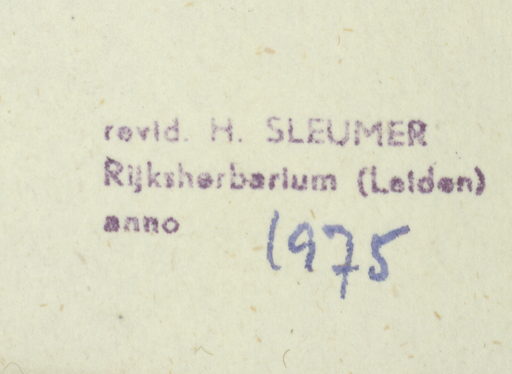 revid. H. SLEUMER
Rijksherbarium (Leiden)
anno 1975